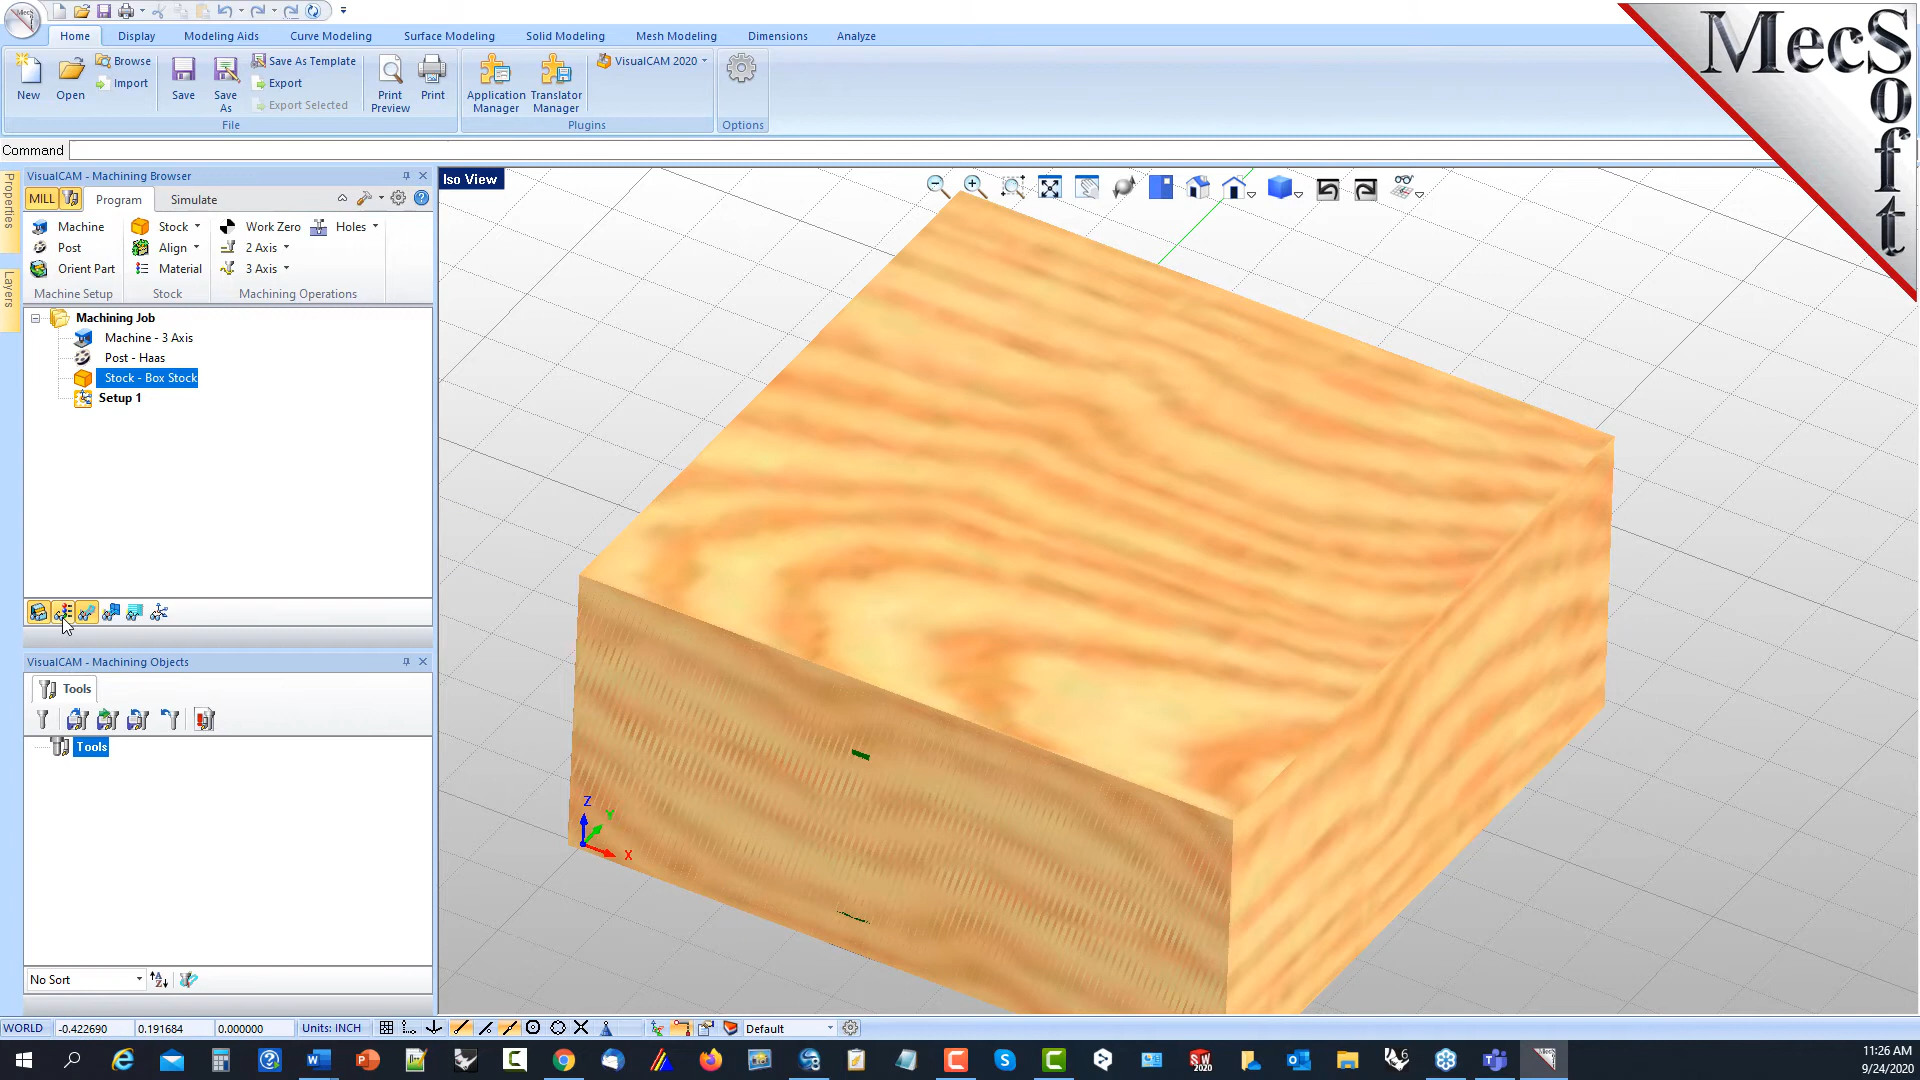 Home Display Modeling Aids Curve Modeling Surface Modeling Solid Modeling Mesh Modeling Dimensions Analyze
New Open Browse Import Save Save As Save As Template Export Export Selected Print Preview Print Application Manager Translator Manager VisualCAM 2020
File Plugins Options
MecSoft
Command
VisualCAM - Machining Browser
Iso View
MILL Program Simulate
Machine Stock Work Zero Holes
Post Align 2 Axis
Orient Part Material 3 Axis
Machine Setup Stock Machining Operations
Machining Job
Machine - 3 Axis
Post - Haas
Stock - Box Stock
Setup 1
Properties
Layers
VisualCAM - Machining Objects
Tools
Tools
Z
Y
X
No Sort
WORLD -0.422690 0.191684 0.000000 Units: INCH Default
11:26 AM
9/24/2020